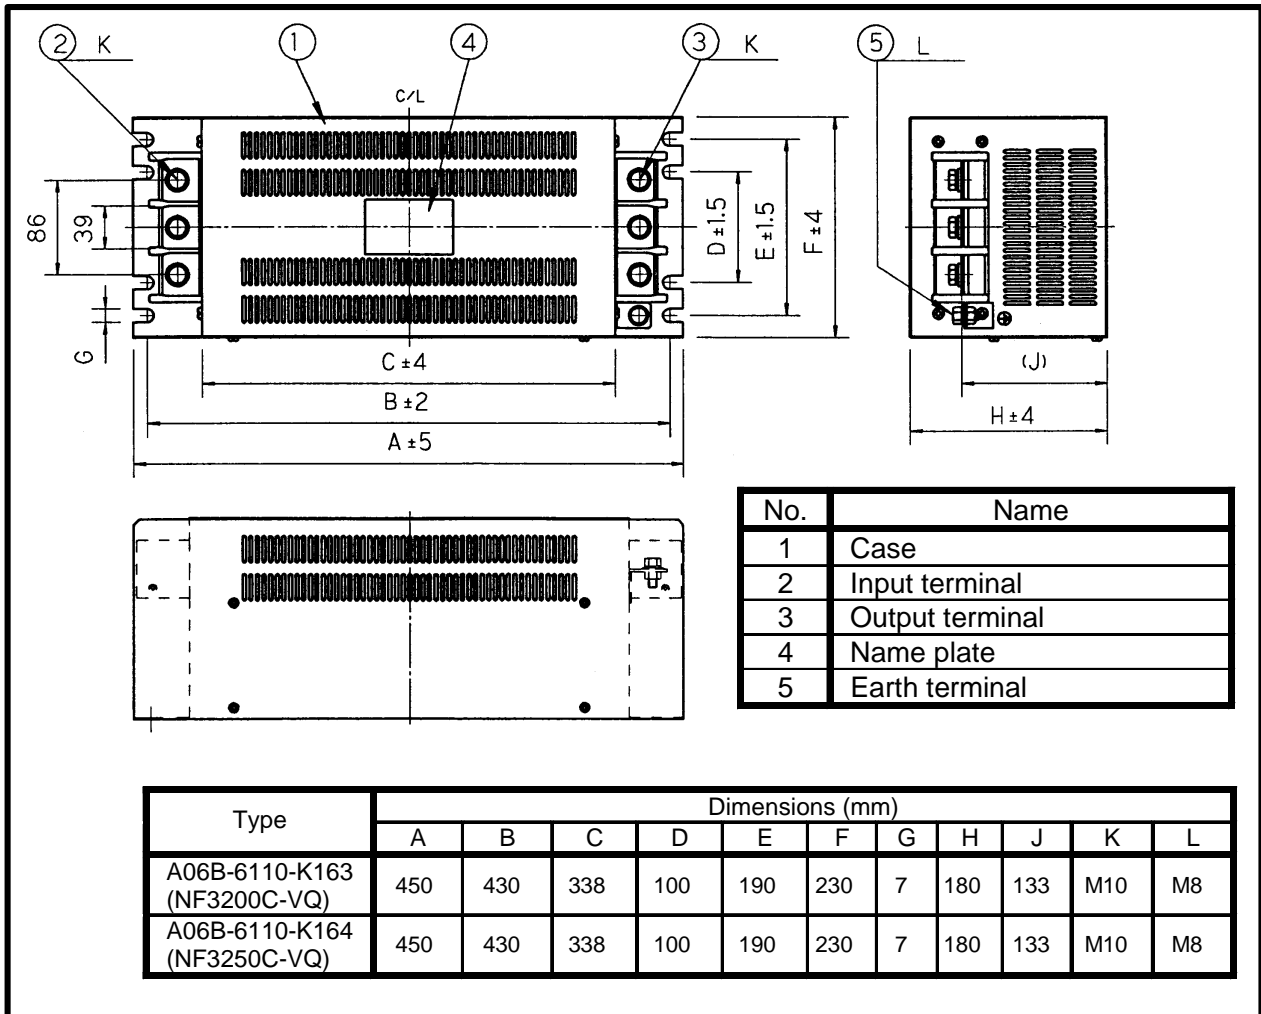 2 K 1 4 3 K 5 L
C/L
86
39
G
D ±1.5
E ±1.5
F ±4
C ±4
B ±2
A ±5
(J)
H ±4
No. Name
1 Case
2 Input terminal
3 Output terminal
4 Name plate
5 Earth terminal
Type Dimensions (mm)
A B C D E F G H J K L
A06B-6110-K163
(NF3200C-VQ) 450 430 338 100 190 230 7 180 133 M10 M8
A06B-6110-K164
(NF3250C-VQ) 450 430 338 100 190 230 7 180 133 M10 M8